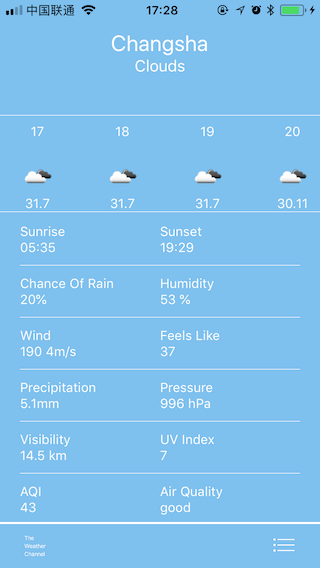 中国联通 17:28
Changsha
Clouds
17 18 19 20
31.7 31.7 31.7 30.11
Sunrise Sunset
05:35 19:29
Chance Of Rain Humidity
20% 53 %
Wind Feels Like
190 4m/s 37
Precipitation Pressure
5.1mm 996 hPa
Visibility UV Index
14.5 km 7
AQI Air Quality
43 good
The
Weather
Channel